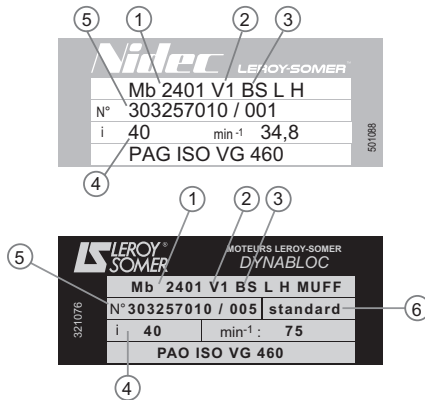 ① ② ③
⑤
Nidec LEROY-SOMER
Mb 2401 V1 BS L H
N° 303257010 / 001
i 40 min-1 34,8
PAG ISO VG 460
501088
④
① ② ③
LS LEROY® SOMER
MOTEURS LEROY-SOMER
DYNABLOC
⑤
Mb 2401 V1 BS L H MUFF
N° 303257010 / 005 standard
⑥
i 40 min-1 : 75
PAO ISO VG 460
321076
④